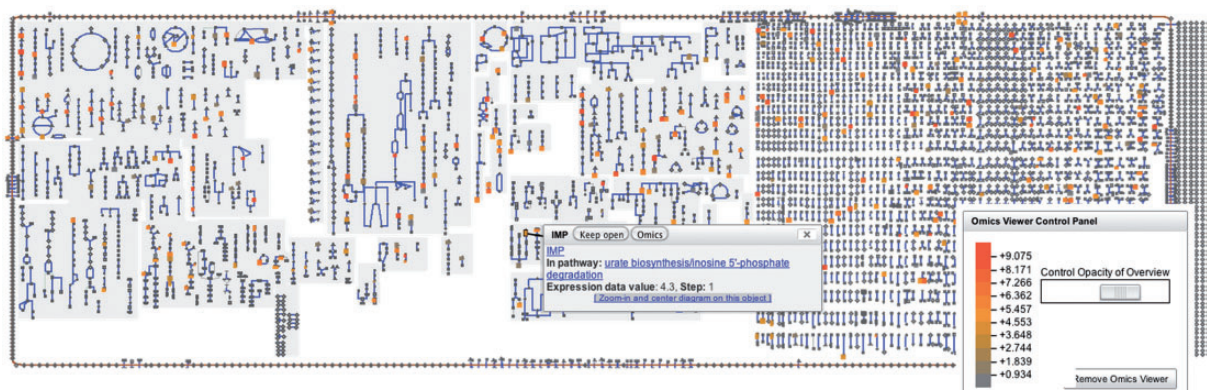 IMP Keep open Omics
IMP
In pathway: urate biosynthesis/inosine 5'-phosphate
degradation
Expression data value: 4.3, Step: 1
[ Zoom-in and center diagram on this object ]
Omics Viewer Control Panel
+9.075
+8.171
+7.266
+6.362
+5.457
+4.553
+3.648
+2.744
+1.839
+0.934
Control Opacity of Overview
Remove Omics Viewer